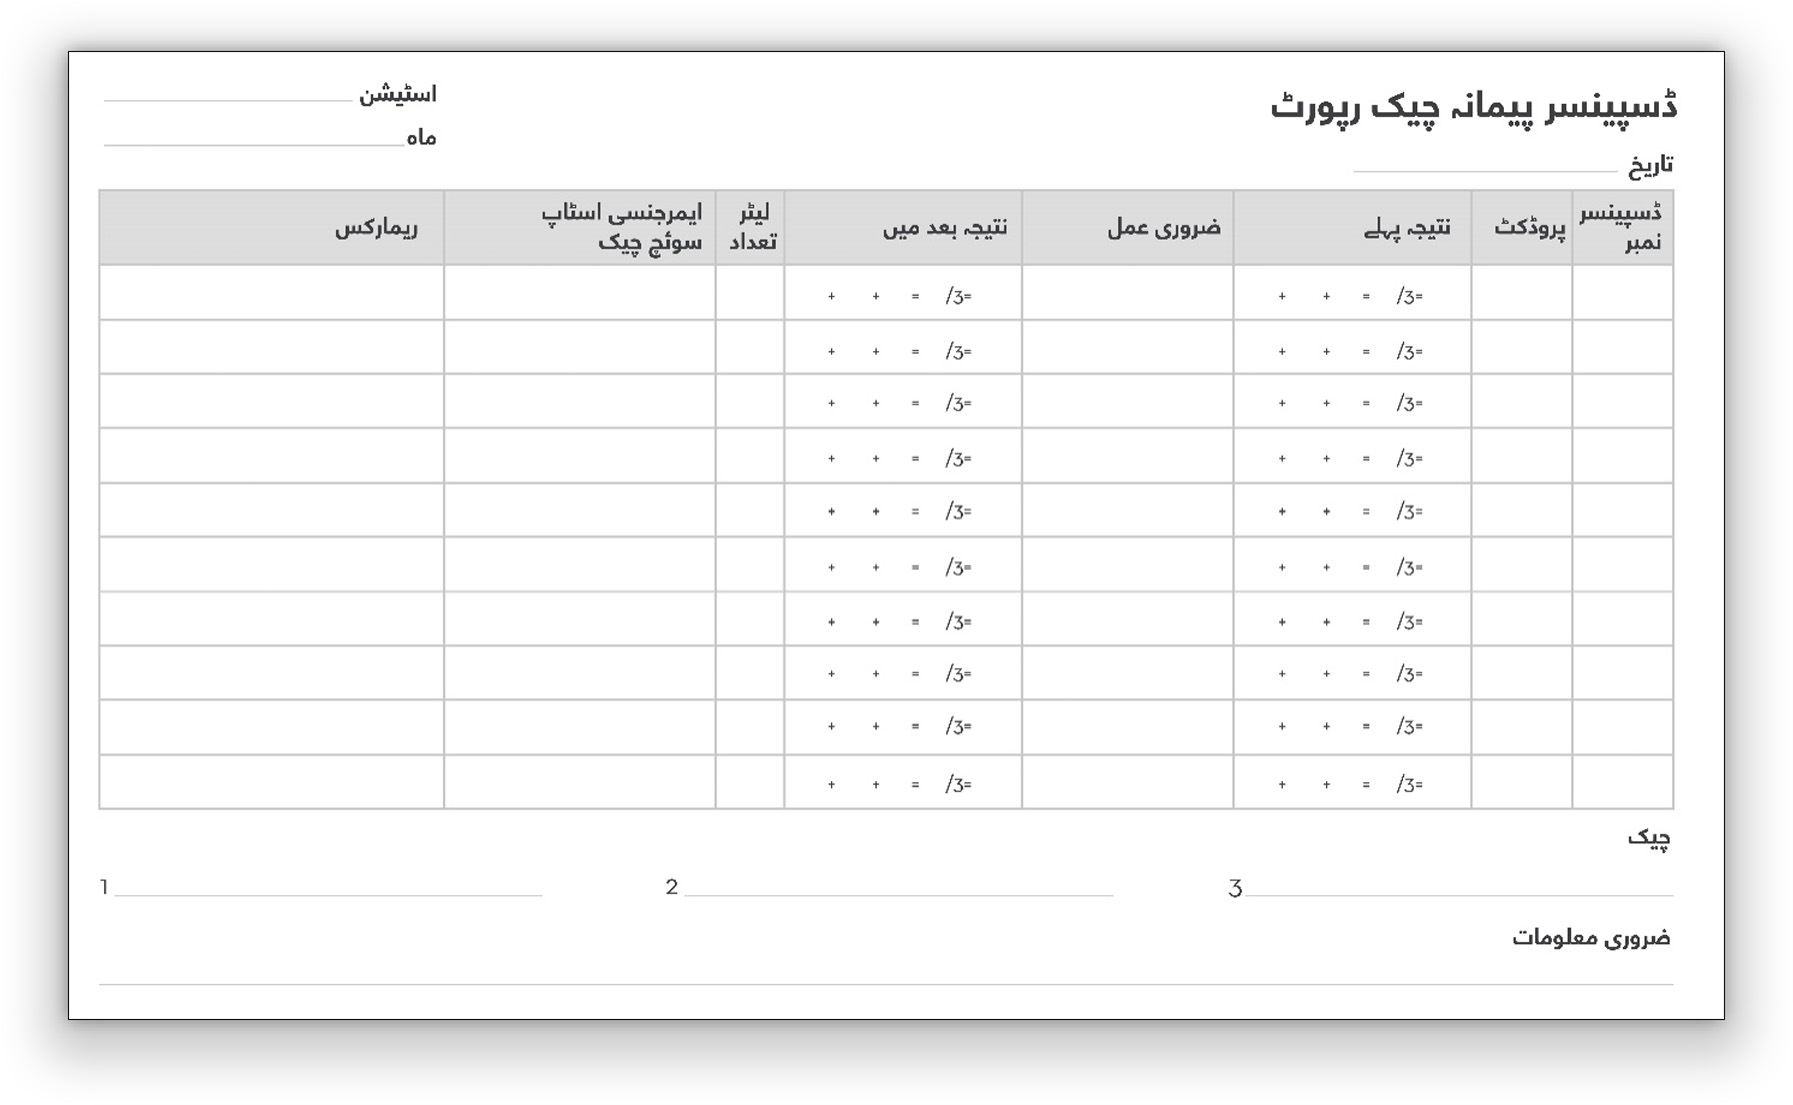 ڈسپینسر پیمانہ چیک رپورٹ
اسٹیشن
ماہ
تاریخ
ڈسپینسر نمبر	پروڈکٹ	نتیجہ پہلے	ضروری عمل	نتیجہ بعد میں	لیٹر تعداد	ایمرجنسی اسٹاپ سوئچ چیک	ریمارکس
+ + = /3= + + = /3=
+ + = /3= + + = /3=
+ + = /3= + + = /3=
+ + = /3= + + = /3=
+ + = /3= + + = /3=
+ + = /3= + + = /3=
+ + = /3= + + = /3=
+ + = /3= + + = /3=
+ + = /3= + + = /3=
+ + = /3= + + = /3=
چیک
1 2 3
ضروری معلومات